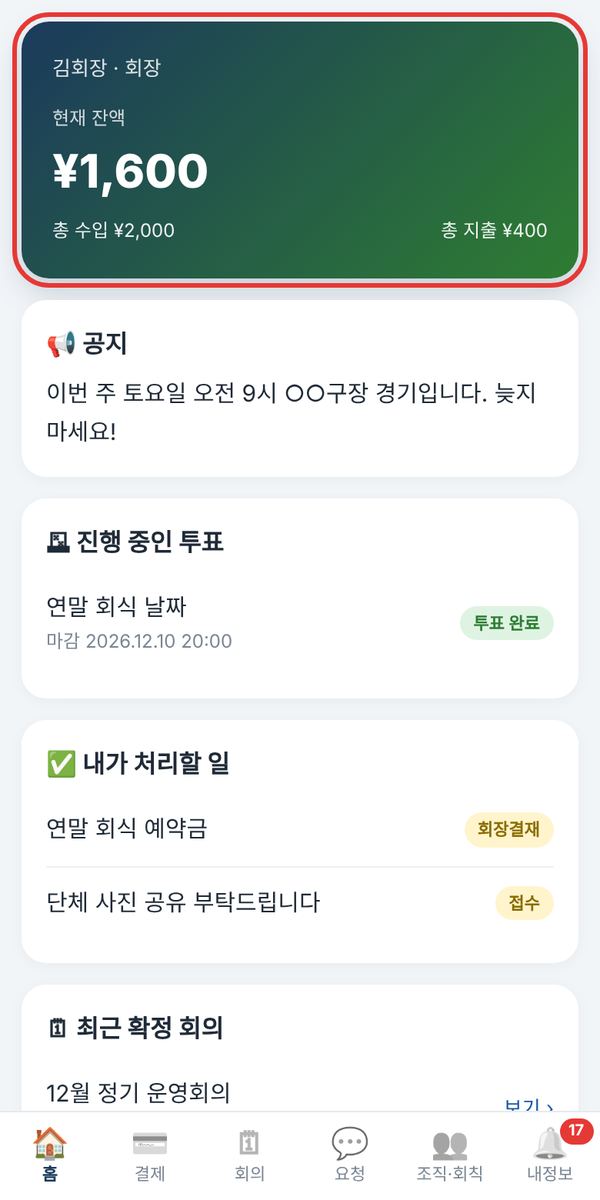 김회장 · 회장
현재 잔액
¥1,600
총 수입 ¥2,000 총 지출 ¥400
📢 공지
이번 주 토요일 오전 9시 ○○구장 경기입니다. 늦지
마세요!
🗳 진행 중인 투표
연말 회식 날짜
마감 2026.12.10 20:00
투표 완료
✅ 내가 처리할 일
연말 회식 예약금 회장결재
단체 사진 공유 부탁드립니다 접수
🗓 최근 확정 회의
12월 정기 운영회의
보기 ›
홈 결제 회의 요청 조직·회칙 내정보 17